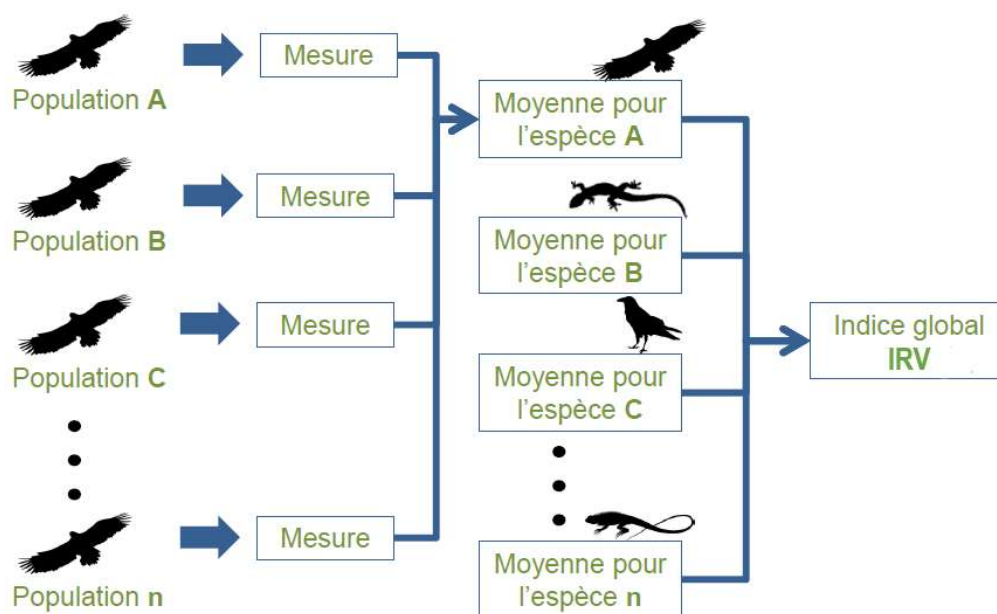 Population A
Mesure
Population B
Mesure
Population C
Mesure
Population n
Mesure
Moyenne pour
l'espèce A
Moyenne pour
l'espèce B
Moyenne pour
l'espèce C
Moyenne pour
l'espèce n
Indice global
IRV